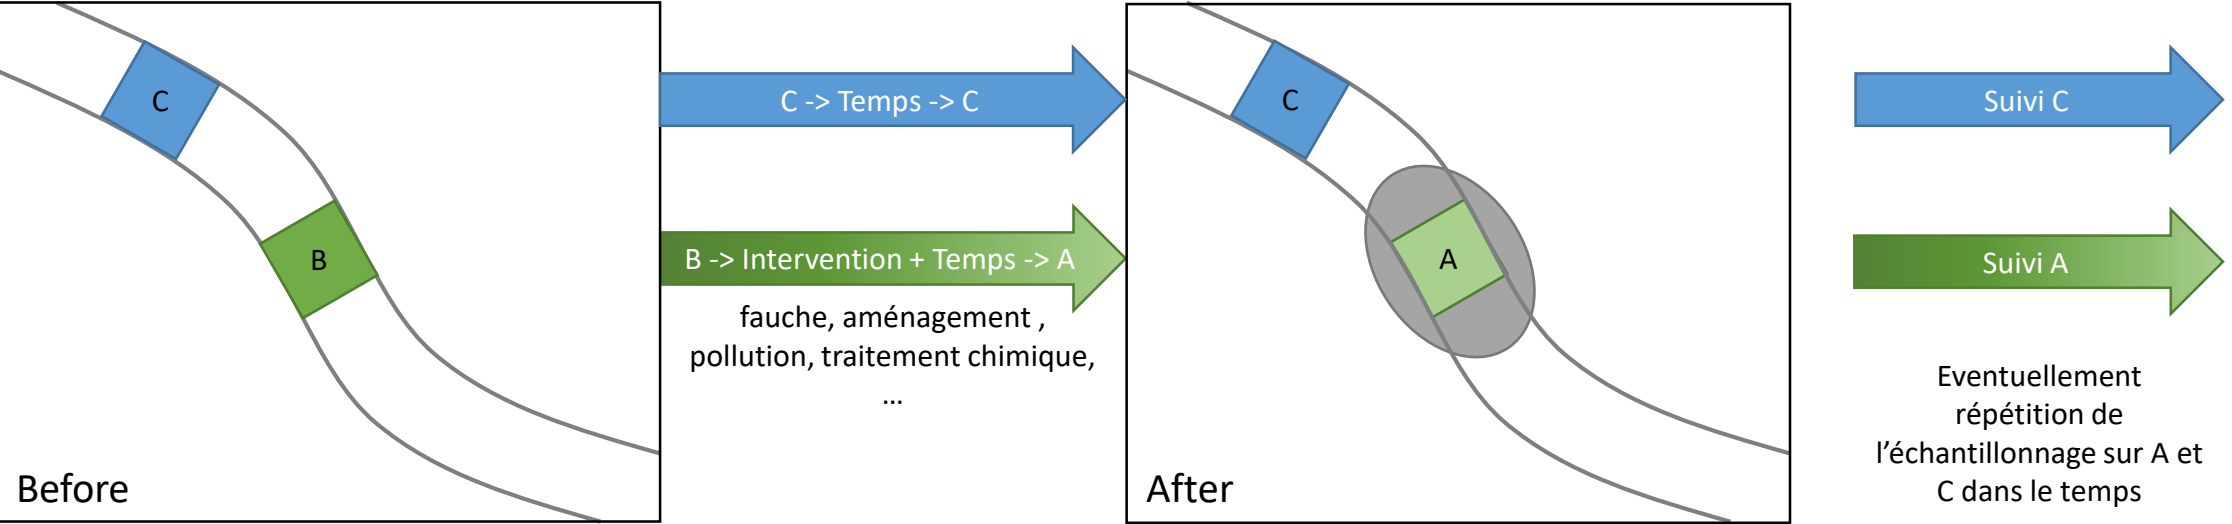 C
B
Before
C -> Temps -> C
B -> Intervention + Temps -> A
fauche, aménagement ,
pollution, traitement chimique,
...
C
A
After
Suivi C
Suivi A
Eventuellement
répétition de
l’échantillonnage sur A et
C dans le temps